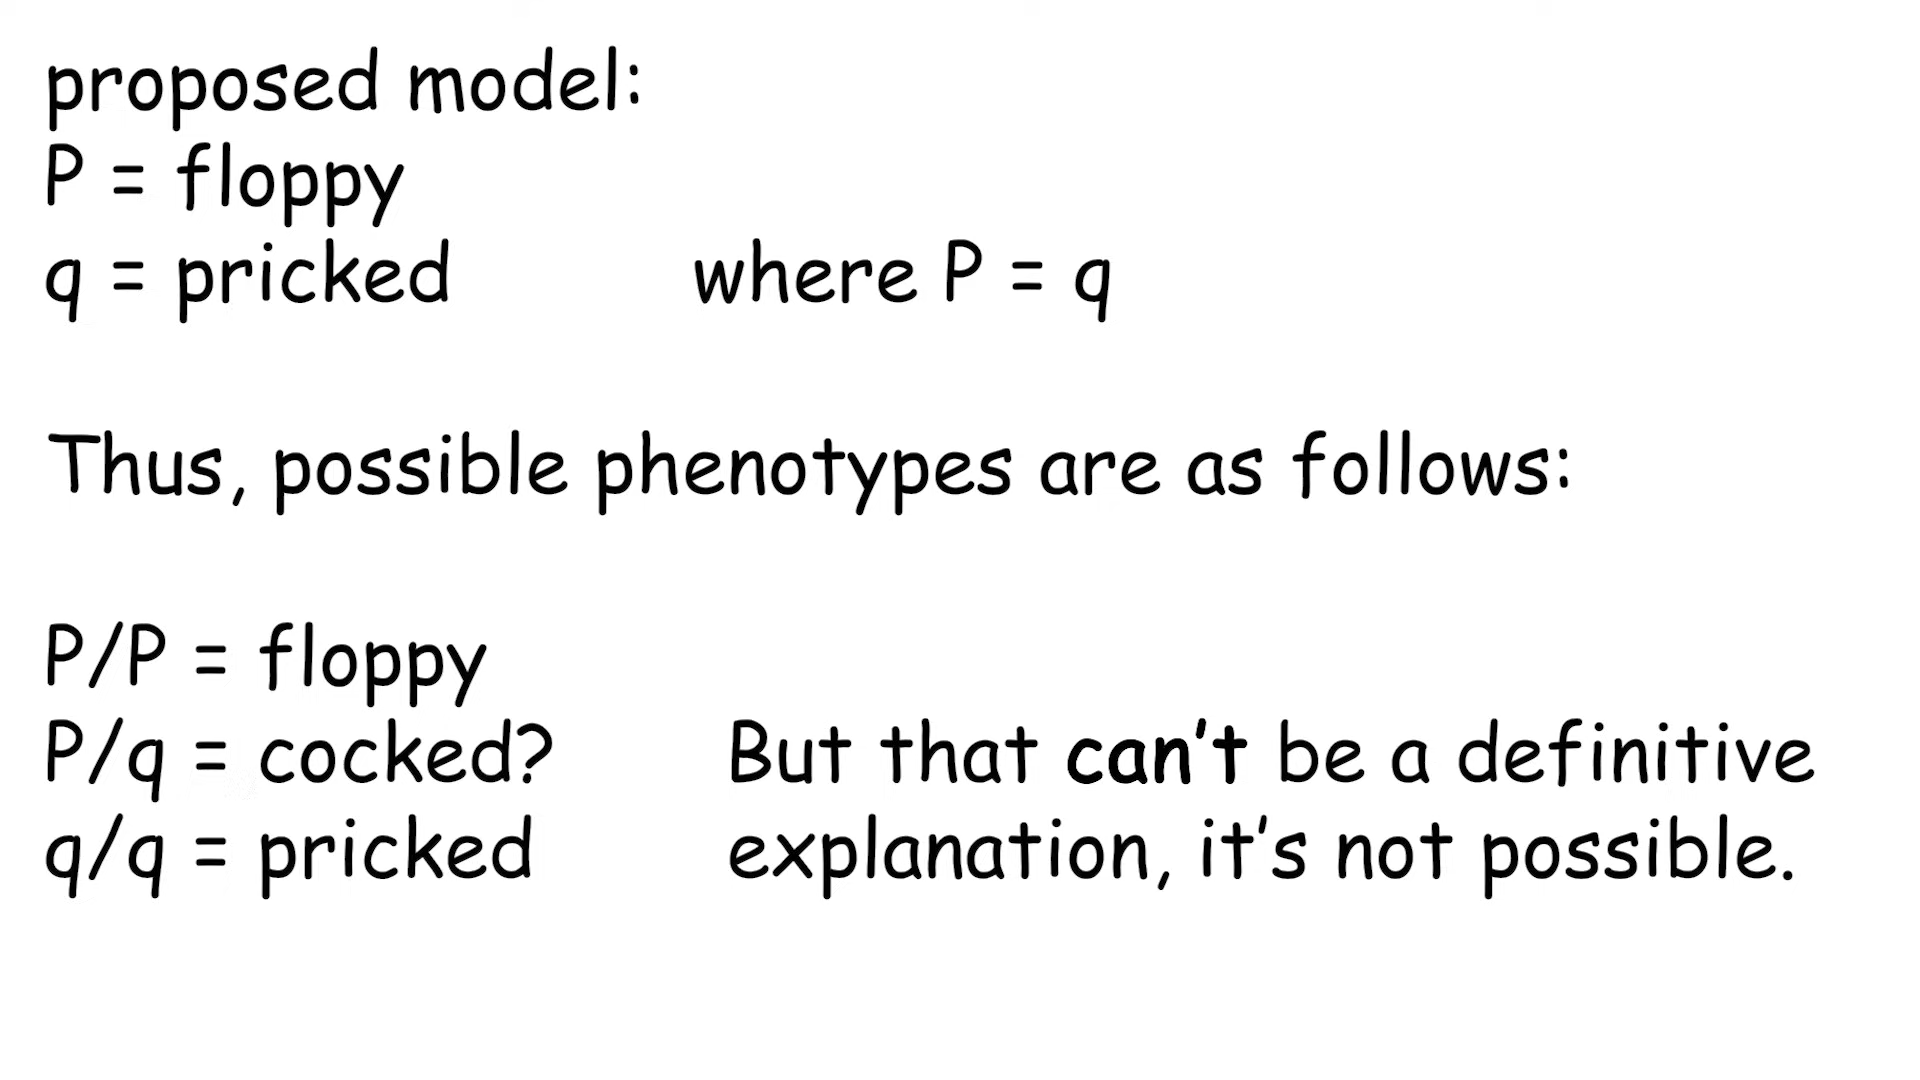 proposed model:
P = floppy
q = pricked where P = q
Thus, possible phenotypes are as follows:
P/P = floppy
P/q = cocked? But that can't be a definitive
q/q = pricked explanation, it's not possible.